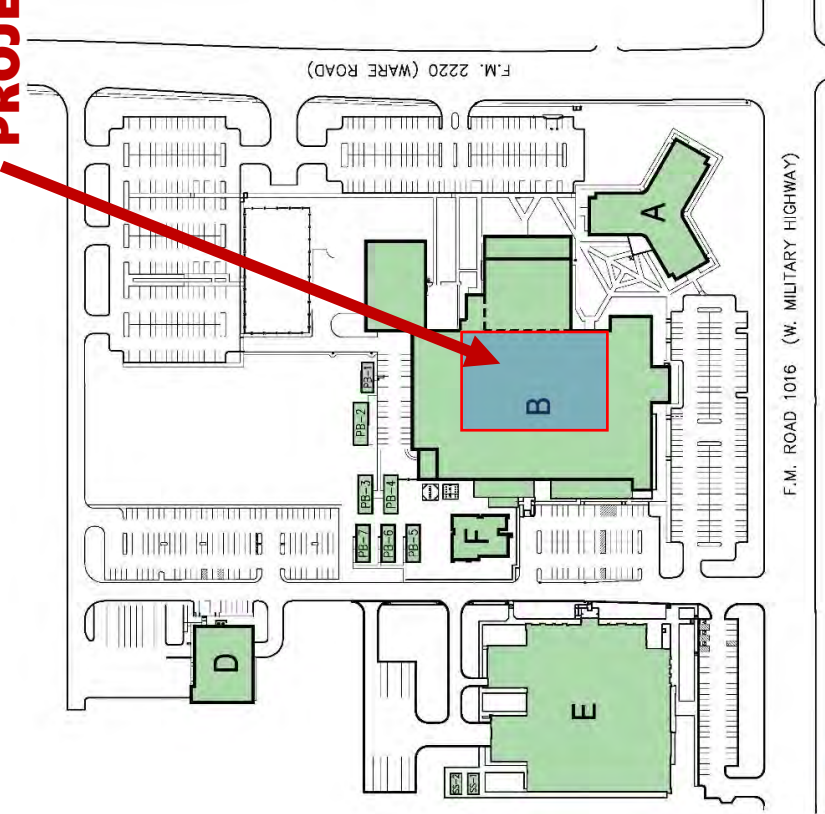 PROJE
F.M. 2220 (WARE ROAD)
F.M. ROAD 1016 (W. MILITARY HIGHWAY)
A
B
PB-1
PB-2
PB-3
PB-4
PB-7
PB-6
PB-5
F
D
E
SS-2
SS-1